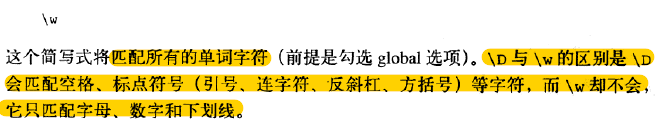 \w
这个简写式将匹配所有的单词字符（前提是勾选 global 选项）。\D 与 \w 的区别是 \D
会匹配空格、标点符号（引号、连字符、反斜杠、方括号）等字符，而 \w 却不会，
它只匹配字母、数字和下划线。